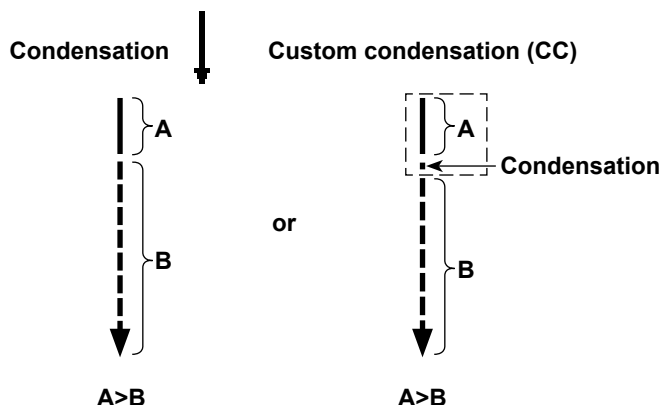 Condensation
Custom condensation (CC)
A
A
Condensation
or
B
B
A>B
A>B